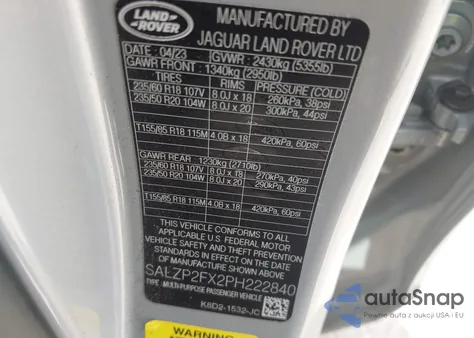 LAND ROVER
MANUFACTURED BY
JAGUAR LAND ROVER LTD
DATE: 04/23 GVWR - 2430kg (5355lb)
GAWR FRONT : 1340kg (2950lb)
TIRES RIMS PRESSURE (COLD)
235/60 R18 107V 8.0J x 18 260kPa, 38psi
235/50 R20 104W 8.0J x 20 300kPa, 44psi
T155/85 R18 115M 4.0B x 18 420kPa, 60psi
GAWR REAR 1230kg (2710lb)
235/60 R18 107V 8.0J x 18 270kPa, 40psi
235/50 R20 104W 8.0J x 20 290kPa, 43psi
T155/85 R18 115M 4.0B x 18 420kPa, 60psi
THIS VEHICLE CONFORMS TO ALL
APPLICABLE U.S. FEDERAL MOTOR
VEHICLE SAFETY AND THEFT PREVENTION
STANDARDS IN EFFECT ON THE DATE OF
MANUFACTURE SHOWN ABOVE.
SALZP2FX2PH222840
TYPE: MULTI-PURPOSE PASSENGER VEHICLE
K8D2-1532-JC
WARNING
autoSnap
by Carfast Express